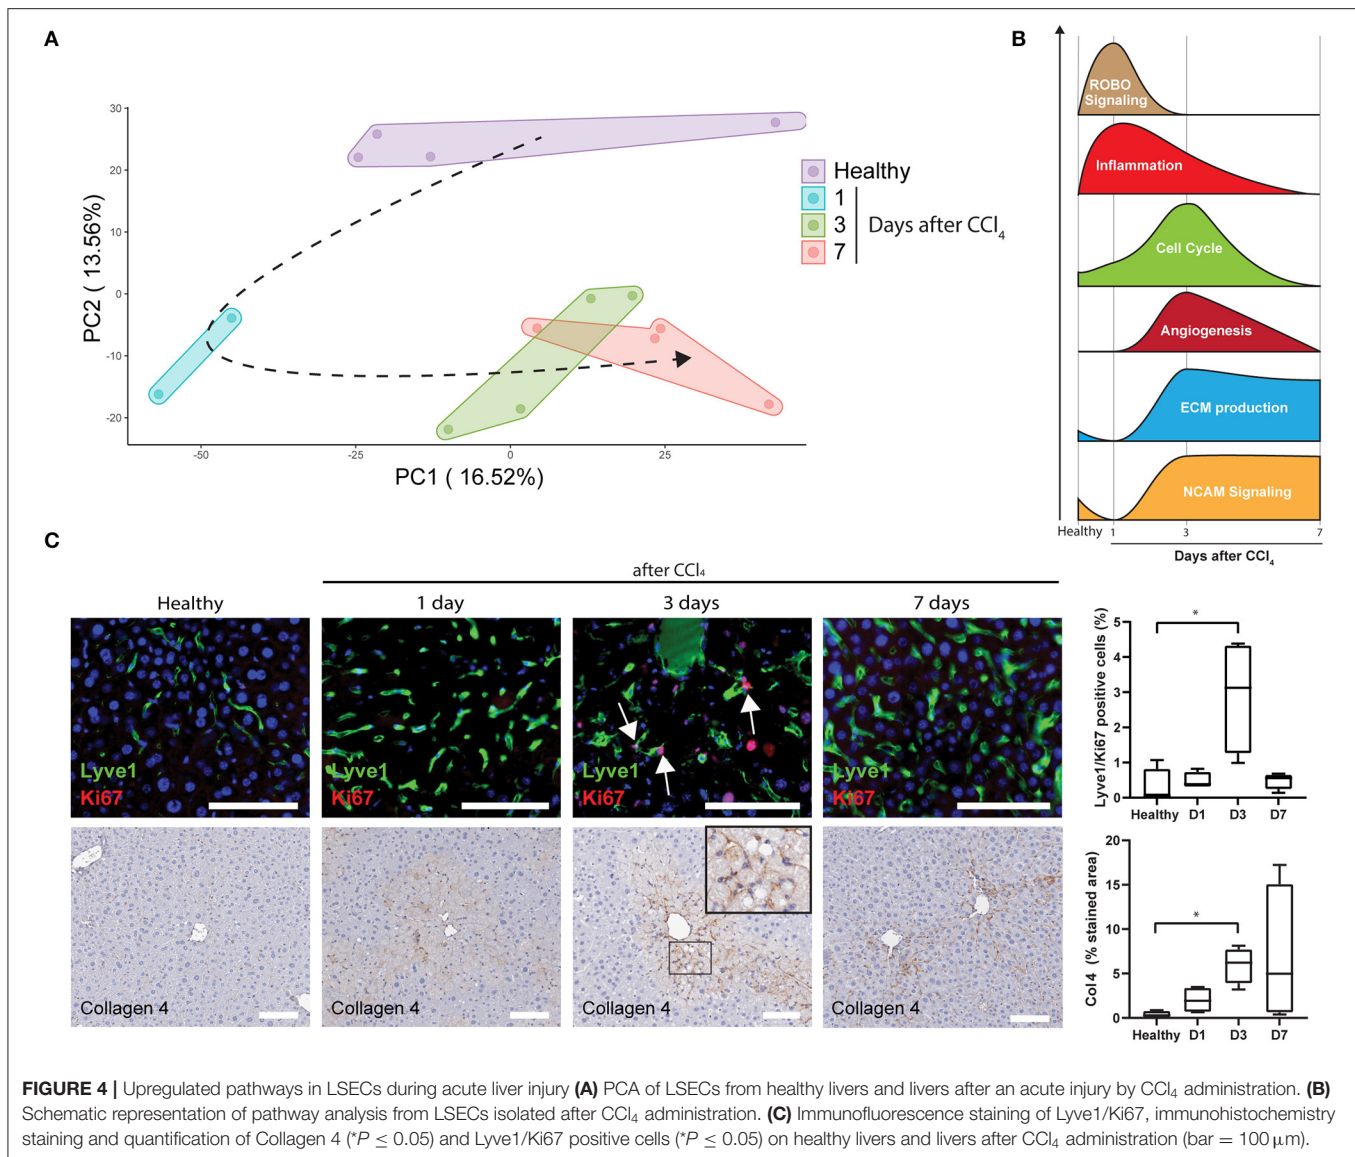 A
PC2 ( 13.56%)
30
20
10
0
-10
-20
-50
-25
0
25
PC1 ( 16.52%)
Healthy
1
3
7
Days after CCl4
B
ROBO
Signaling
Inflammation
Cell Cycle
Angiogenesis
ECM production
NCAM Signaling
Healthy 1 3 7
Days after CCl4
C
after CCl4
Healthy 1 day 3 days 7 days
Lyve1 Lyve1 Lyve1 Lyve1
Ki67 Ki67 Ki67 Ki67
Collagen 4 Collagen 4 Collagen 4 Collagen 4
Lyve1/Ki67 positive cells (%)
5
4
3
2
1
0
*
Healthy D1 D3 D7
Col 4 (% stained area)
20
15
10
5
0
*
Healthy D1 D3 D7
FIGURE 4 | Upregulated pathways in LSECs during acute liver injury (A) PCA of LSECs from healthy livers and livers after an acute injury by CCl4 administration. (B)
Schematic representation of pathway analysis from LSECs isolated after CCl4 administration. (C) Immunofluorescence staining of Lyve1/Ki67, immunohistochemistry
staining and quantification of Collagen 4 (*P ≤ 0.05) and Lyve1/Ki67 positive cells (*P ≤ 0.05) on healthy livers and livers after CCl4 administration (bar = 100 μm).